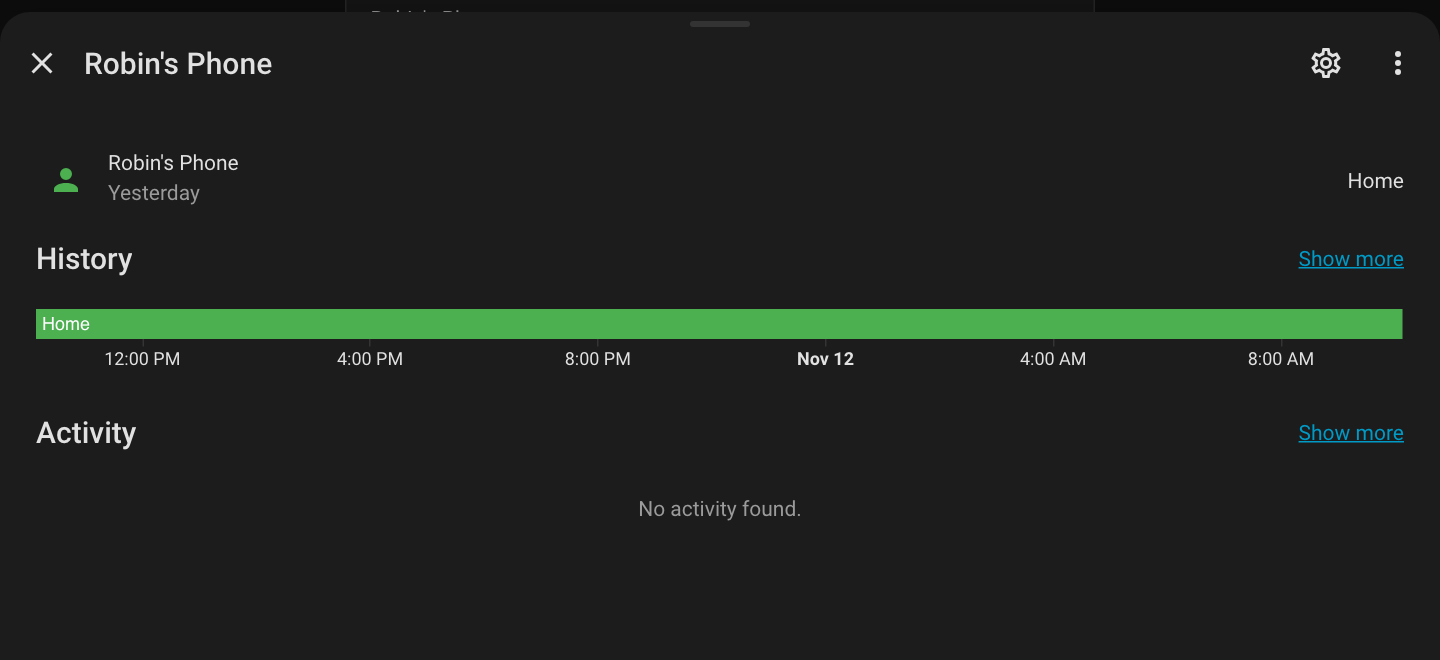 Robin's Phone
Robin's Phone
Yesterday
Home
History
Show more
Home
12:00 PM
4:00 PM
8:00 PM
Nov 12
4:00 AM
8:00 AM
Activity
Show more
No activity found.